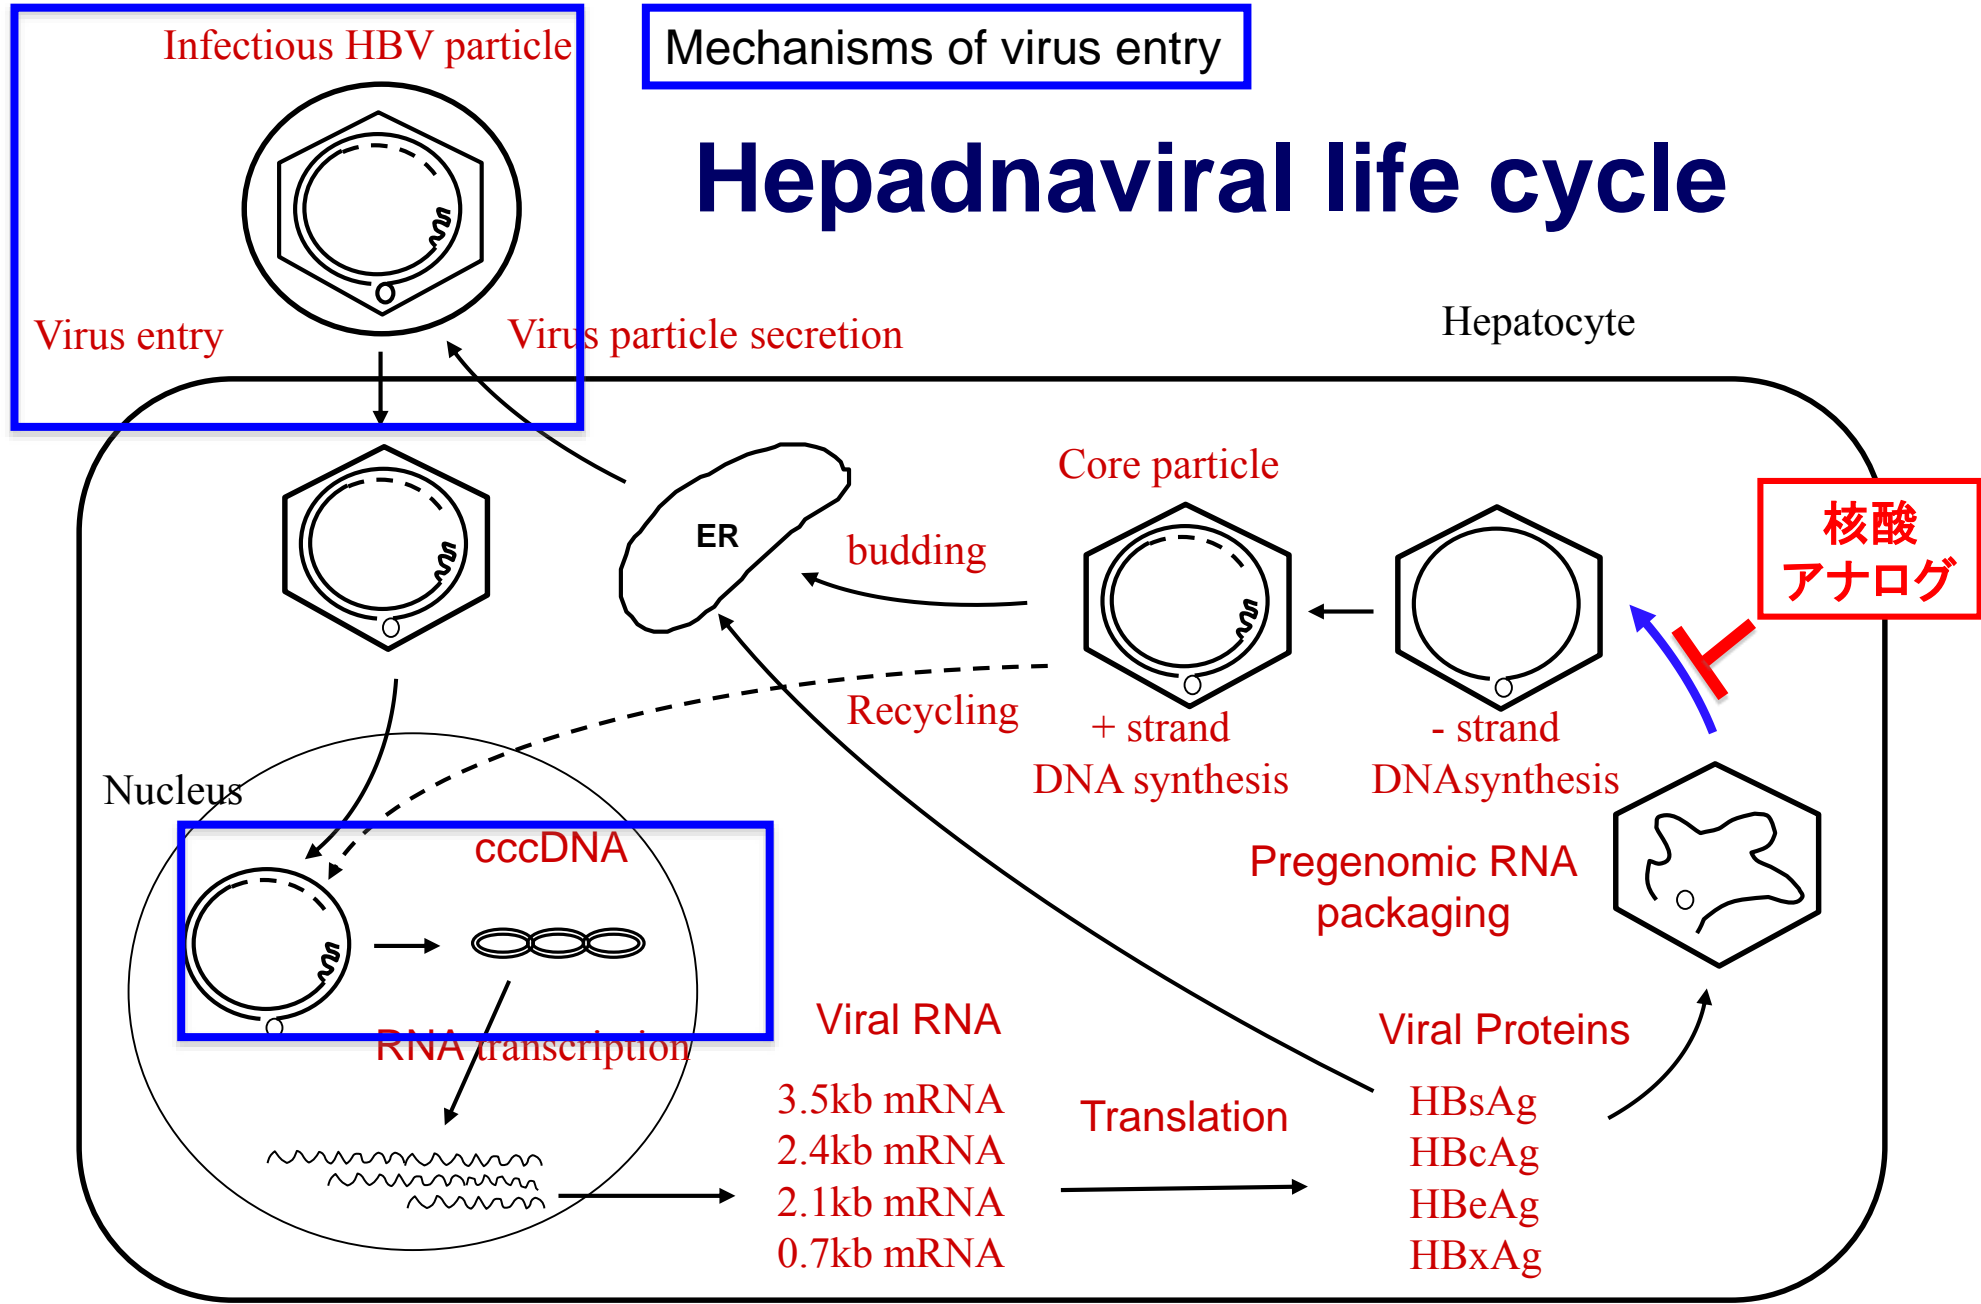 Infectious HBV particle
Mechanisms of virus entry
Hepadnaviral life cycle
Virus entry
Virus particle secretion
Hepatocyte
Core particle
核酸
アナログ
ER
budding
Recycling
+ strand
DNA synthesis
- strand
DNAsynthesis
Nucleus
cccDNA
Pregenomic RNA
packaging
RNA transcription
Viral RNA
3.5kb mRNA
2.4kb mRNA
2.1kb mRNA
0.7kb mRNA
Translation
Viral Proteins
HBsAg
HBcAg
HBeAg
HBxAg